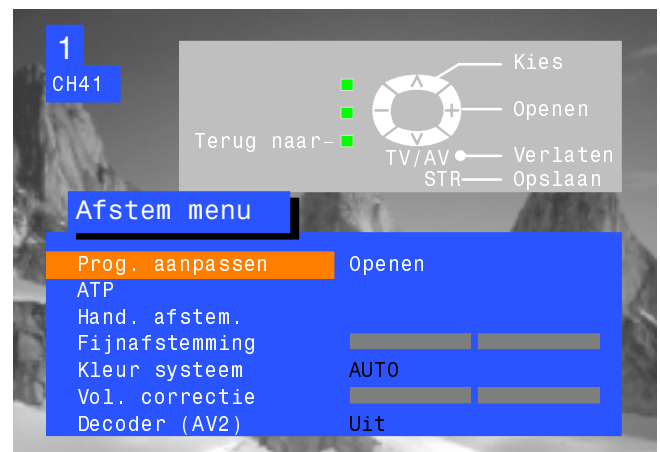 1
CH41
Kies
Openen
Terug naar
TV/AV Verlaten
STR Opslaan
Afstem menu
Prog. aanpassen Openen
ATP
Hand. afstem.
Fijnafstemming
Kleur systeem AUTO
Vol. correctie
Decoder (AV2) Uit